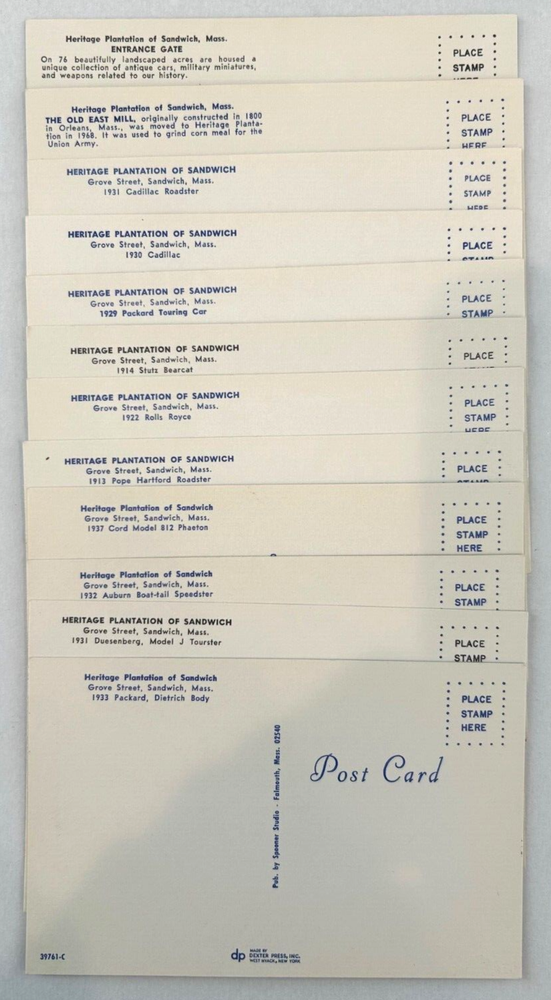 Heritage Plantation of Sandwich, Mass.
ENTRANCE GATE
On 76 beautifully landscaped acres are housed a
unique collection of antique cars, military miniatures,
and weapons related to our history.
PLACE
STAMP
Heritage Plantation of Sandwich, Mass.
THE OLD EAST MILL, originally constructed in 1800
in Orleans, Mass., was moved to Heritage Planta-
tion in 1968. It was used to grind corn meal for the
Union Army.
PLACE
STAMP
HERE
HERITAGE PLANTATION OF SANDWICH
Grove Street, Sandwich, Mass.
1931 Cadillac Roadster
PLACE
STAMP
HERE
HERITAGE PLANTATION OF SANDWICH
Grove Street, Sandwich, Mass.
1930 Cadillac
PLACE
HERITAGE PLANTATION OF SANDWICH
Grove Street, Sandwich, Mass.
1929 Packard Touring Car
PLACE
STAMP
HERITAGE PLANTATION OF SANDWICH
Grove Street, Sandwich, Mass.
1914 Stutz Bearcat
PLACE
HERITAGE PLANTATION OF SANDWICH
Grove Street, Sandwich, Mass.
1922 Rolls Royce
PLACE
STAMP
HERE
HERITAGE PLANTATION OF SANDWICH
Grove Street, Sandwich, Mass.
1913 Pope Hartford Roadster
PLACE
Heritage Plantation of Sandwich
Grove Street, Sandwich, Mass.
1937 Cord Model 812 Phaeton
PLACE
STAMP
HERE
Heritage Plantation of Sandwich
Grove Street, Sandwich, Mass.
1932 Auburn Boat-tail Speedster
PLACE
STAMP
HERITAGE PLANTATION OF SANDWICH
Grove Street, Sandwich, Mass.
1931 Duesenberg, Model J Tourster
PLACE
STAMP
Heritage Plantation of Sandwich
Grove Street, Sandwich, Mass.
1933 Packard, Dietrich Body
PLACE
STAMP
HERE
Post Card
Pub. by Spooner Studio - Falmouth, Mass. 02540
39761-C
dp
MADE BY
DEXTER PRESS, INC.
WEST NYACK, NEW YORK